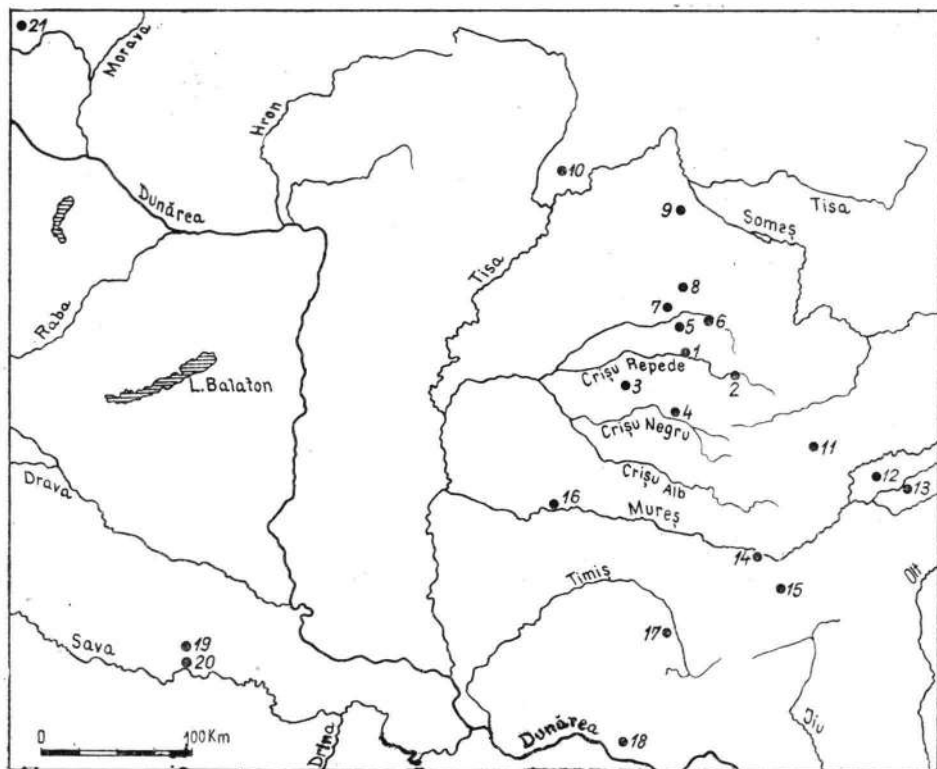 21
Morava
Hron
10
Tisa
9
Someș
Dunărea
Tisa
8
7
6
5
Raba
1
Crișu Repede
2
L.Balaton
3
4
Crișu Negru
11
Crișu Alb
12
13
Drava
16
Mureș
14
Olt
Timiș
15
17
Sava
19
20
Jiu
0
100Km
Drina
Dunărea
18